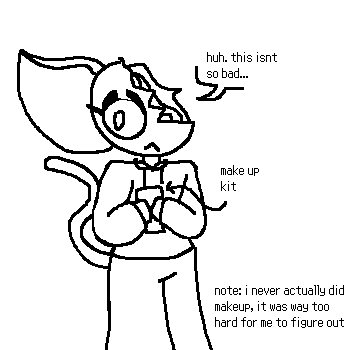 huh. this isnt
so bad...
make up
kit
note: i never actually did
makeup, it was way too
hard for me to figure out